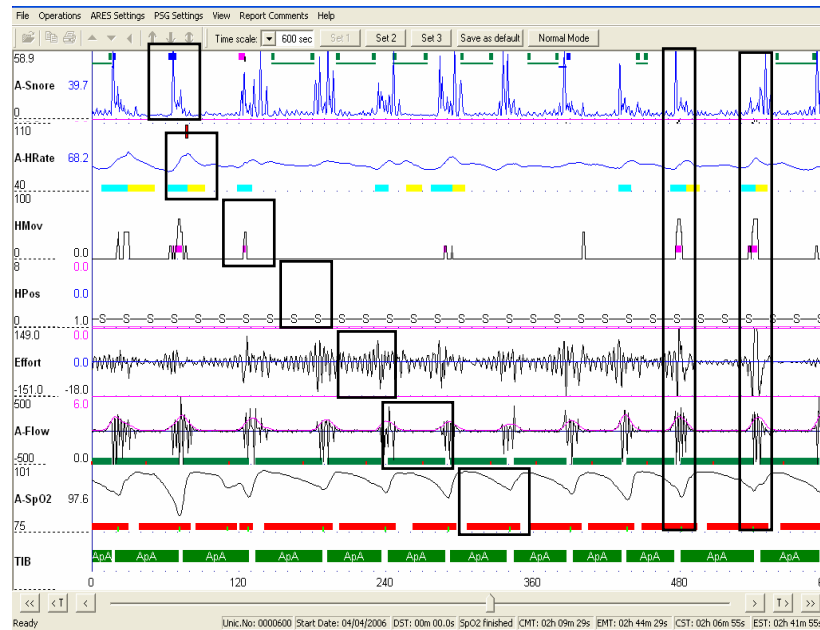 File Operations ARES Settings PSG Settings View Report Comments Help
Time scale: 600 sec Set 1 Set 2 Set 3 Save as default Normal Mode
58.9
A-Snore 39.7
0
110
A-HRate 68.2
40
100
HMov
0 0.0
8 0.0
HPos 0.0
0 1.0 S S S S S S S S S S S S S S S S S S S S
149.0 0.0
Effort 0.0
-151.0 -18.0
500 6.0
A-Flow
-500 0.0
101
A-SpO2 97.6
75
TIB ApA ApA ApA ApA ApA ApA ApA ApA ApA ApA ApA ApA
0 120 240 360 480 6
<< <T < > T> >>
Ready Unic.No: 0000600 Start Date: 04/04/2006 DST: 00m 00.0s SpO2 finished CMT: 02h 09m 29s EMT: 02h 44m 29s CST: 02h 06m 55s EST: 02h 41m 55s